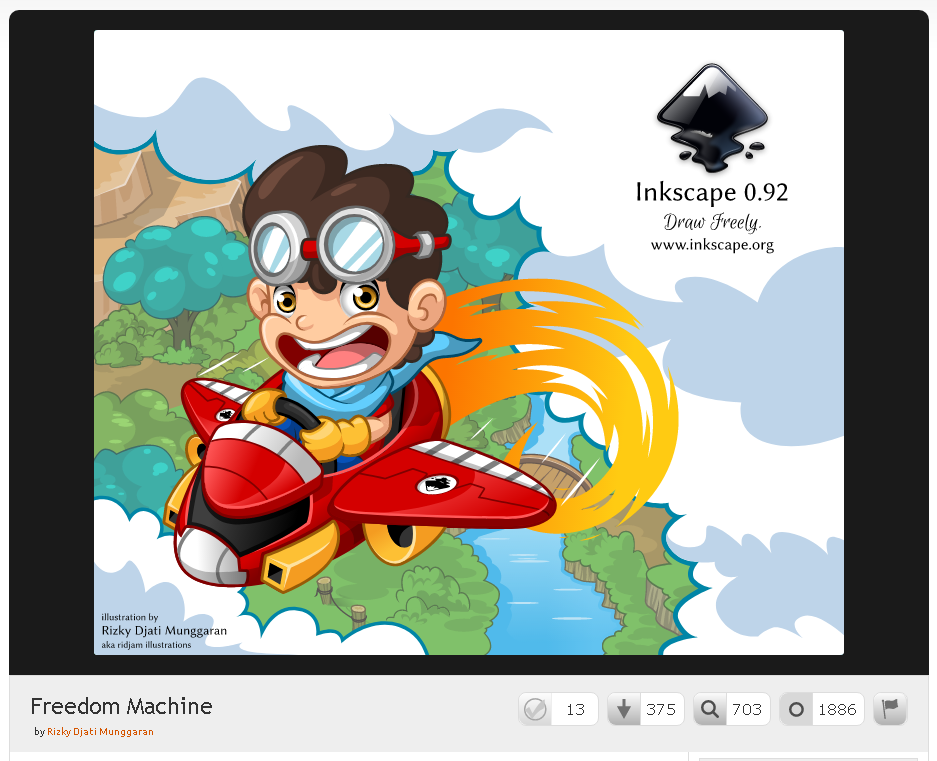 Inkscape 0.92
Draw Freely.
www.inkscape.org
illustration by
Rizky Djati Munggaran
aka ridjam illustrations
Freedom Machine
by Rizky Djati Munggaran
13
375
703
1886